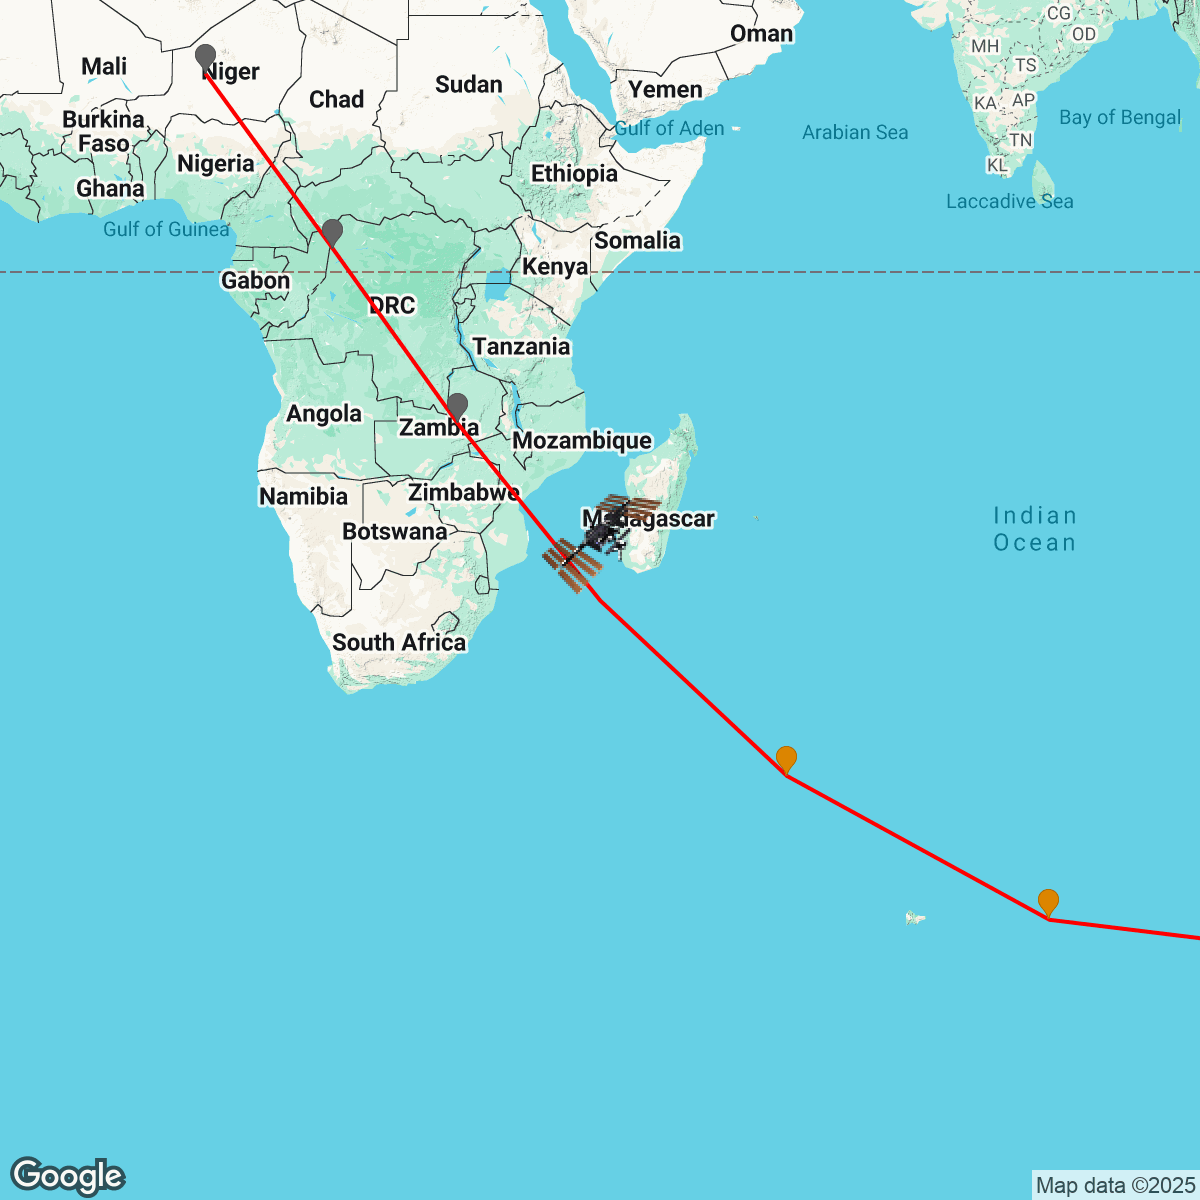 Oman
CG
OD
MH
Mali
TS
Niger
Sudan
Yemen
Chad
KA
AP
Burkina
Faso
Bay of Bengal
Gulf of Aden
Arabian Sea
TN
Nigeria
KL
Ethiopia
Ghana
Laccadive Sea
Gulf of Guinea
Somalia
Kenya
Gabon
DRC
Tanzania
Angola
Zambia
Mozambique
Zimbabwe
Namibia
Madagascar
Indian
Ocean
Botswana
South Africa
Google
Map data ©2025